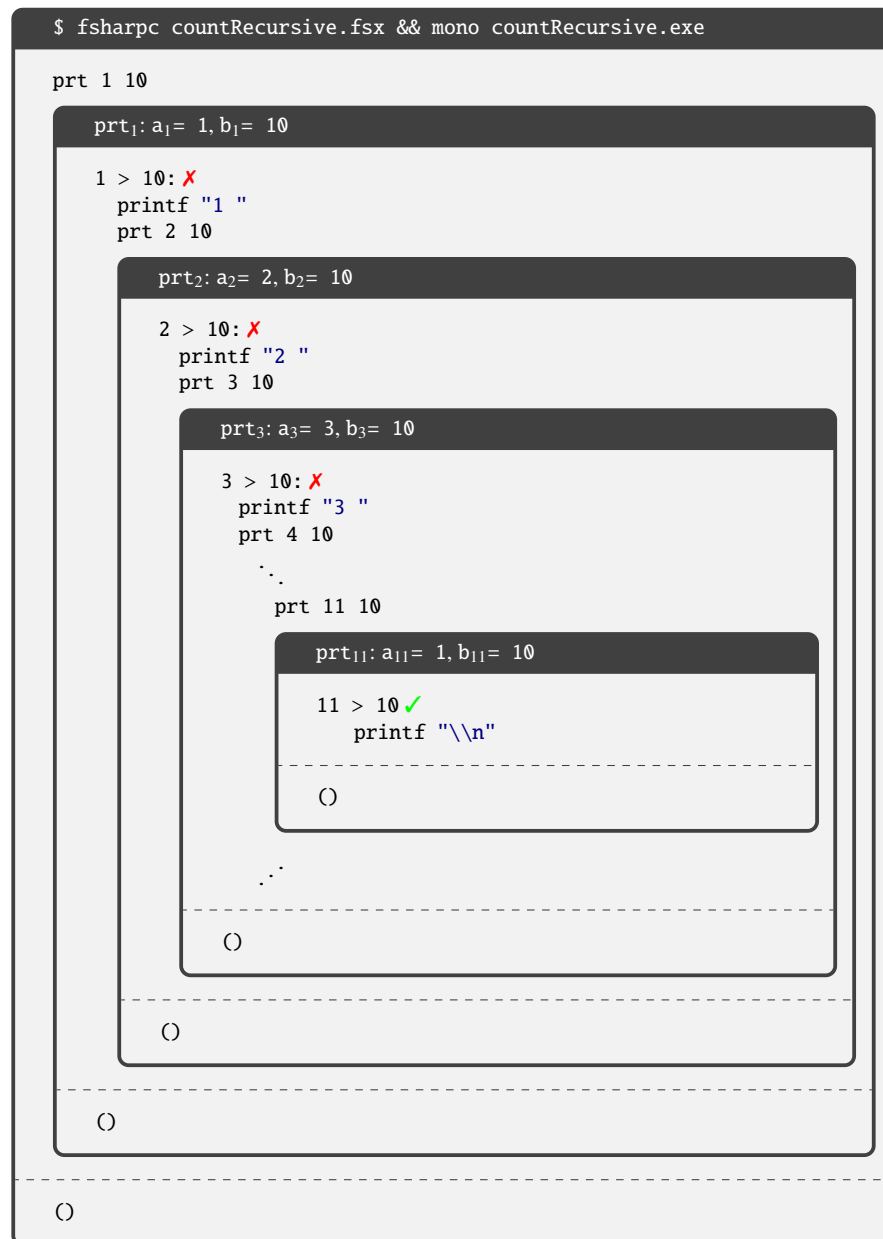 $ fsharpc countRecursive.fsx && mono countRecursive.exe
prt 1 10
prt₁: a₁= 1, b₁= 10
1 > 10: ✗
printf "1 "
prt 2 10
prt₂: a₂= 2, b₂= 10
2 > 10: ✗
printf "2 "
prt 3 10
prt₃: a₃= 3, b₃= 10
3 > 10: ✗
printf "3 "
prt 4 10
⋱
prt 11 10
prt₁₁: a₁₁= 1, b₁₁= 10
11 > 10 ✓
printf "\\n"
()
⋰
()
()
()
()